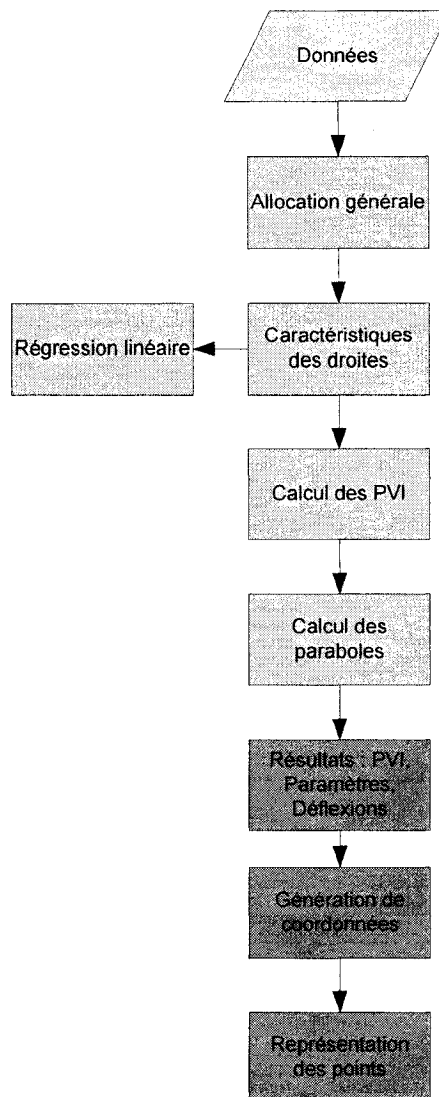 Données
Allocation générale
Régression linéaire
Caractéristiques
des droites
Calcul des PVI
Calcul des
paraboles
Résultats : PVI,
Paramètres,
Déflexions
Génération de
coordonnées
Représentation
des points